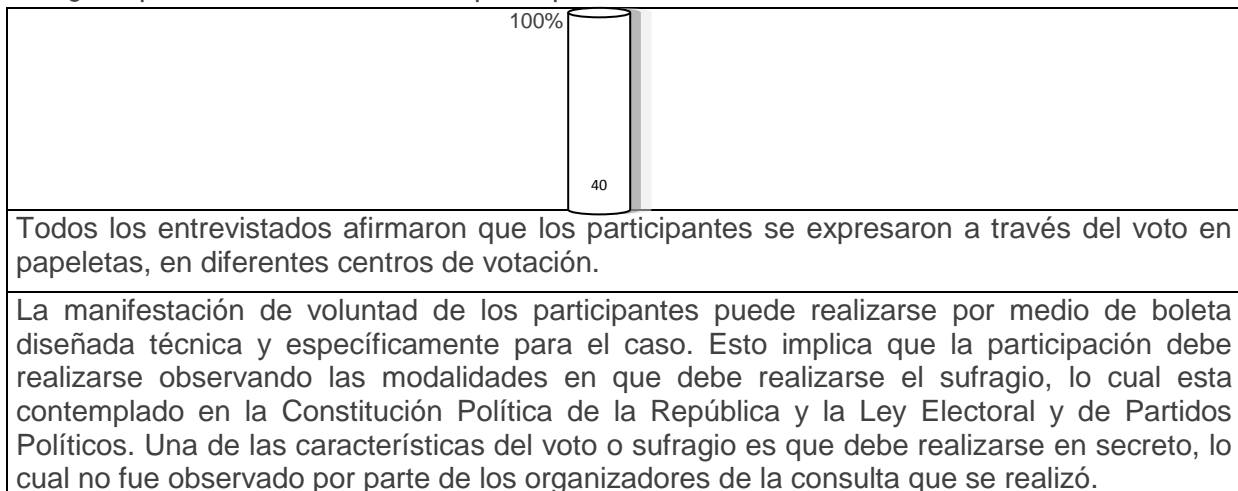 100%
40
Todos los entrevistados afirmaron que los participantes se expresaron a través del voto en
papeletas, en diferentes centros de votación.
La manifestación de voluntad de los participantes puede realizarse por medio de boleta
diseñada técnica y específicamente para el caso. Esto implica que la participación debe
realizarse observando las modalidades en que debe realizarse el sufragio, lo cual esta
contemplado en la Constitución Política de la República y la Ley Electoral y de Partidos
Políticos. Una de las características del voto o sufragio es que debe realizarse en secreto, lo
cual no fue observado por parte de los organizadores de la consulta que se realizó.